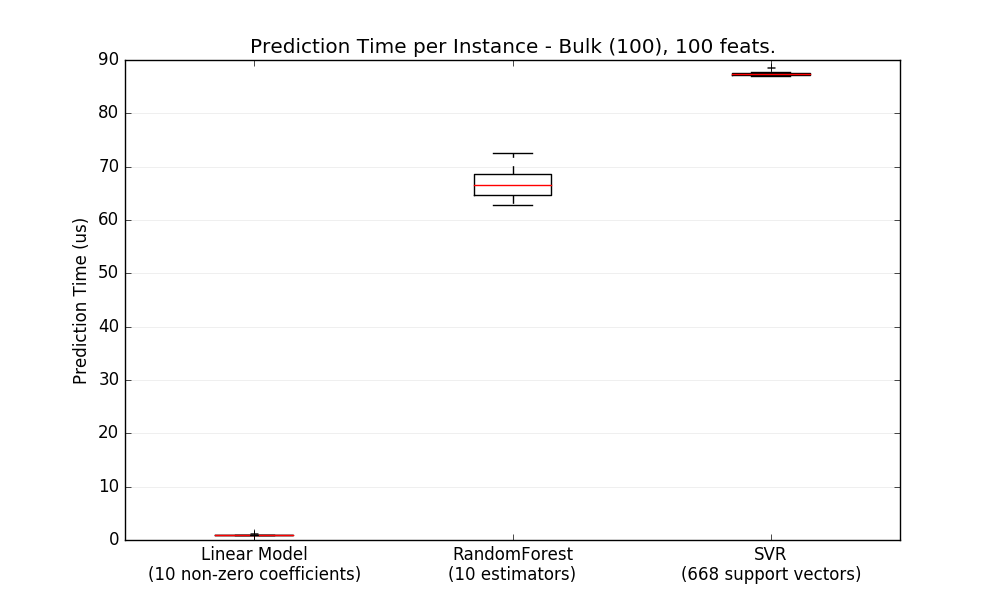 Prediction Time per Instance - Bulk (100), 100 feats.
90
80
70
60
50
40
30
20
10
0
Prediction Time (us)
Linear Model
(10 non-zero coefficients)
RandomForest
(10 estimators)
SVR
(668 support vectors)